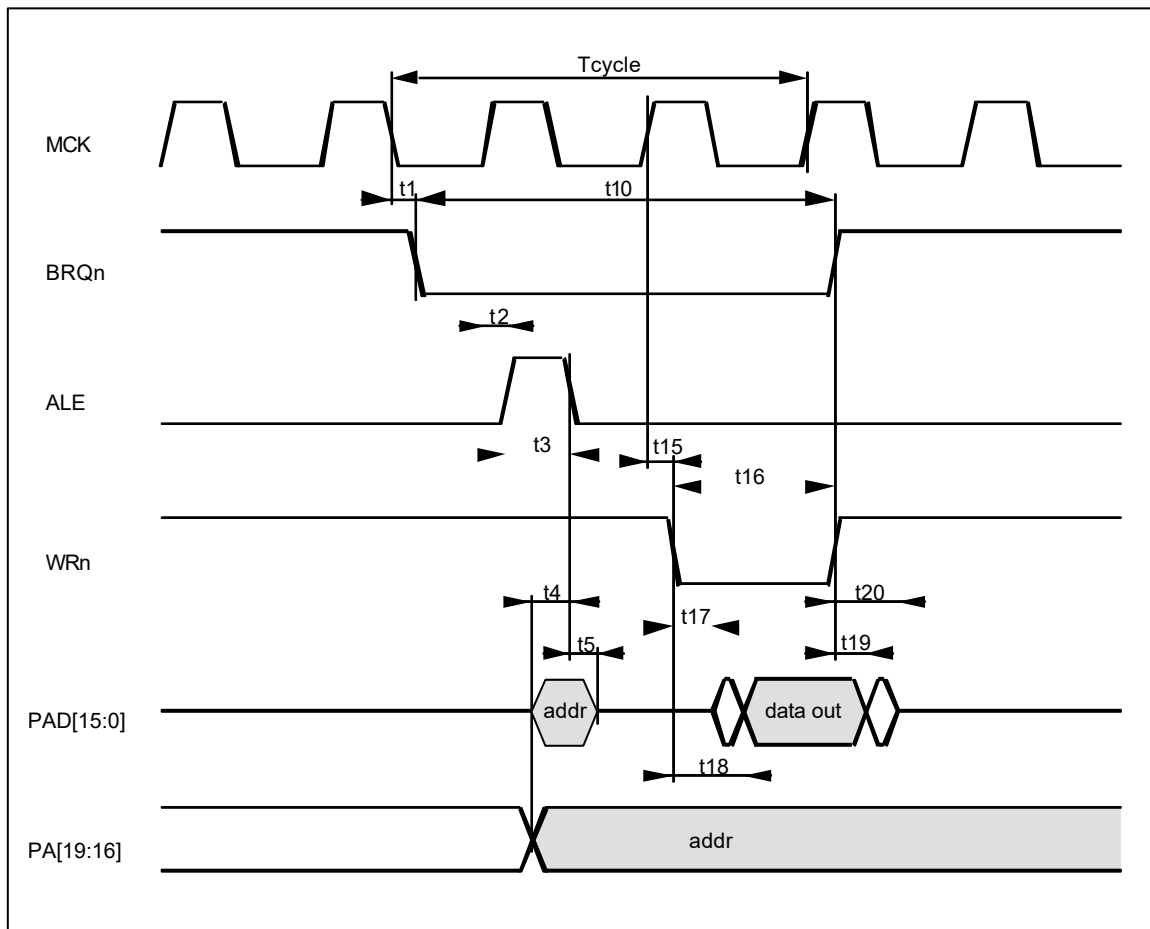 Tcycle
MCK
t1
t10
BRQn
t2
ALE
t3
t15
t16
WRn
t4
t20
t17
t5
t19
PAD[15:0]
addr
data out
t18
PA[19:16]
addr